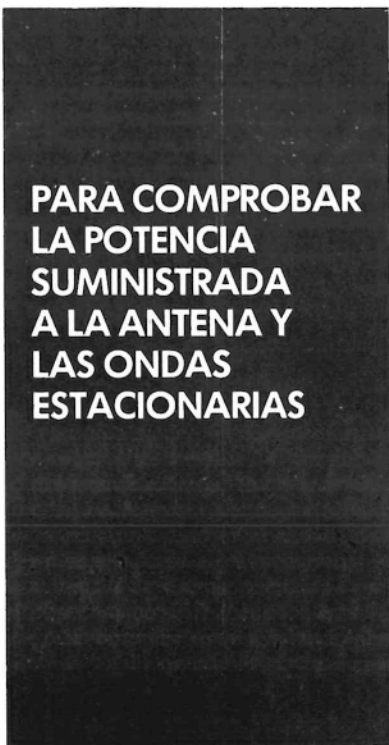 PARA COMPROBAR
LA POTENCIA
SUMINISTRADA
A LA ANTENA Y
LAS ONDAS
ESTACIONARIAS